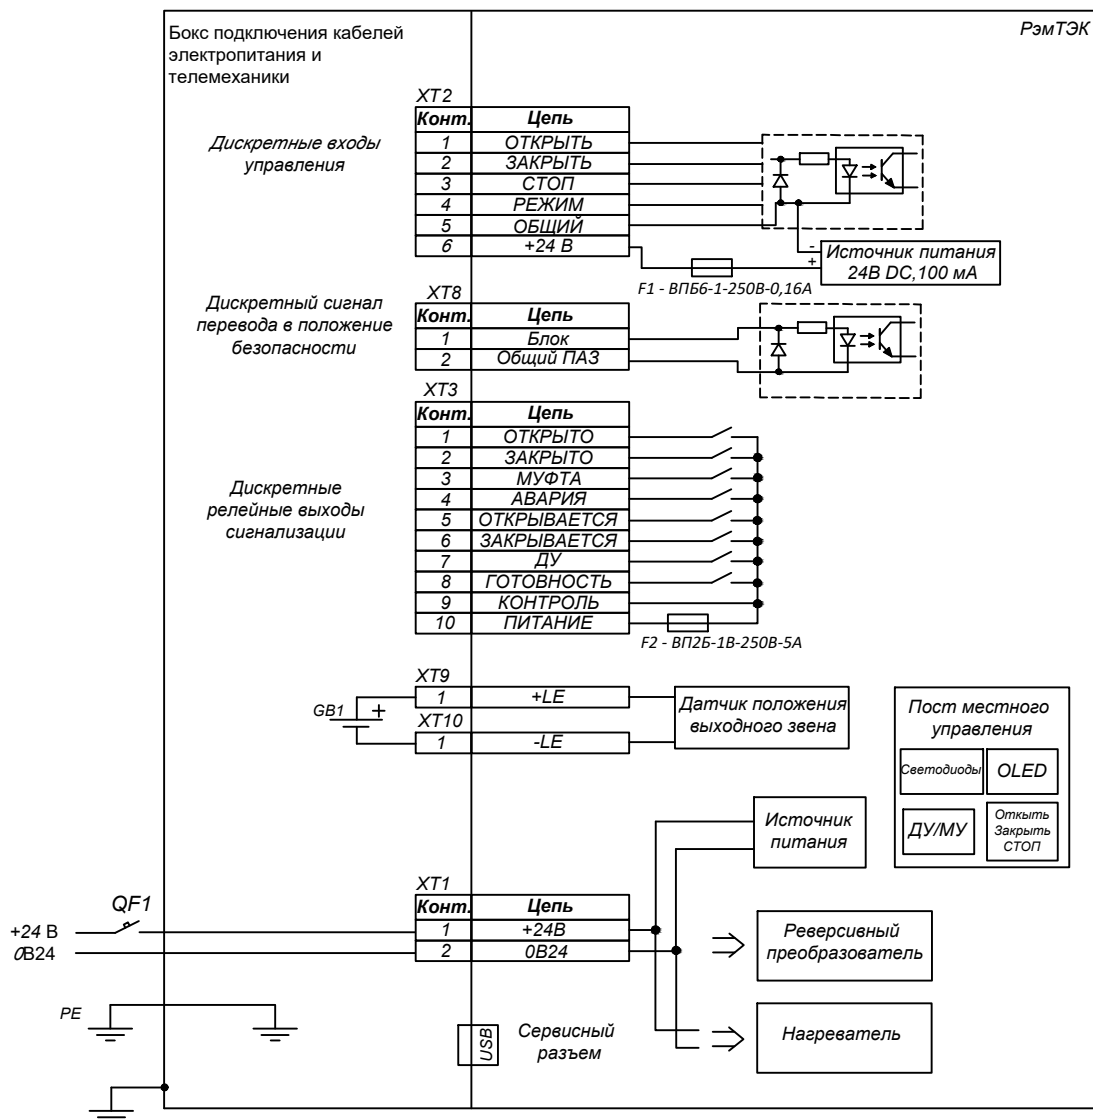 Бокс подключения кабелей
электропитания и
телемеханики
РэмТЭК
XT2
Конт. Цепь
1 ОТКРЫТЬ
2 ЗАКРЫТЬ
3 СТОП
4 РЕЖИМ
5 ОБЩИЙ
6 +24 В
Дискретные входы
управления
-
+
Источник питания
24В DC,100 мА
F1 - ВПБ6-1-250В-0,16А
Дискретный сигнал
перевода в положение
безопасности
XT8
Конт. Цепь
1 Блок
2 Общий ПАЗ
XT3
Конт. Цепь
1 ОТКРЫТО
2 ЗАКРЫТО
3 МУФТА
4 АВАРИЯ
5 ОТКРЫВАЕТСЯ
6 ЗАКРЫВАЕТСЯ
7 ДУ
8 ГОТОВНОСТЬ
9 КОНТРОЛЬ
10 ПИТАНИЕ
Дискретные
релейные выходы
сигнализации
F2 - ВП2Б-1В-250В-5А
XT9
1 +LE
GB1 +
XT10
1 -LE
Датчик положения
выходного звена
Пост местного
управления
Светодиоды
OLED
ДУ/МУ
Откыть
Закрыть
СТОП
Источник
питания
XT1
Конт. Цепь
1 +24В
2 0В24
QF1
+24 В
0В24
Реверсивный
преобразователь
PE
USB
Сервисный
разъем
Нагреватель